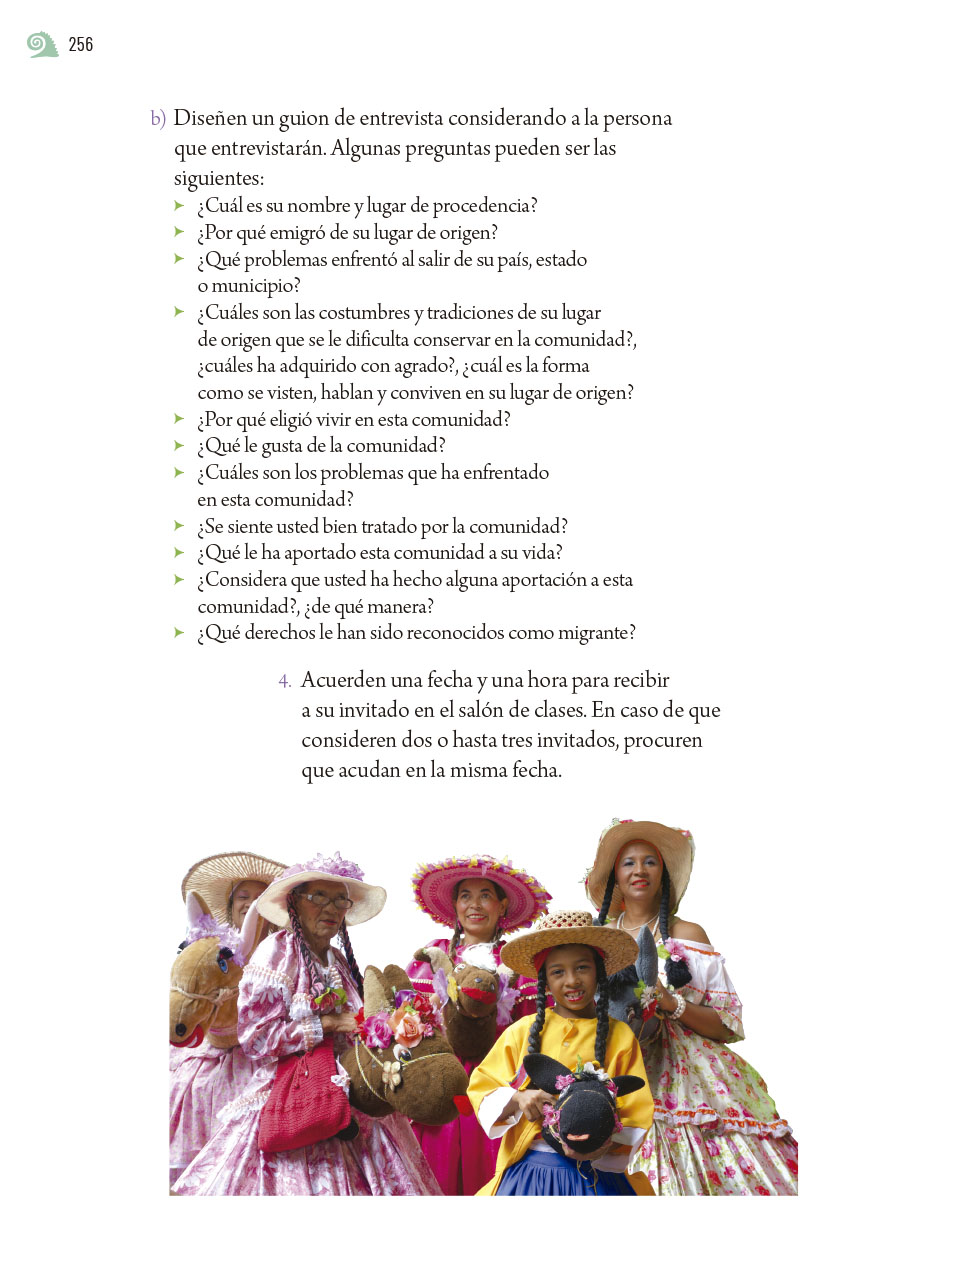 256
b) Diseñen un guion de entrevista considerando a la persona
que entrevistarán. Algunas preguntas pueden ser las
siguientes:
¿Cuál es su nombre y lugar de procedencia?
¿Por qué emigró de su lugar de origen?
¿Qué problemas enfrentó al salir de su país, estado
o municipio?
¿Cuáles son las costumbres y tradiciones de su lugar
de origen que se le dificulta conservar en la comunidad?,
¿cuáles ha adquirido con agrado?, ¿cuál es la forma
como se visten, hablan y conviven en su lugar de origen?
¿Por qué eligió vivir en esta comunidad?
¿Qué le gusta de la comunidad?
¿Cuáles son los problemas que ha enfrentado
en esta comunidad?
¿Se siente usted bien tratado por la comunidad?
¿Qué le ha aportado esta comunidad a su vida?
¿Considera que usted ha hecho alguna aportación a esta
comunidad?, ¿de qué manera?
¿Qué derechos le han sido reconocidos como migrante?
4. Acuerden una fecha y una hora para recibir
a su invitado en el salón de clases. En caso de que
consideren dos o hasta tres invitados, procuren
que acudan en la misma fecha.